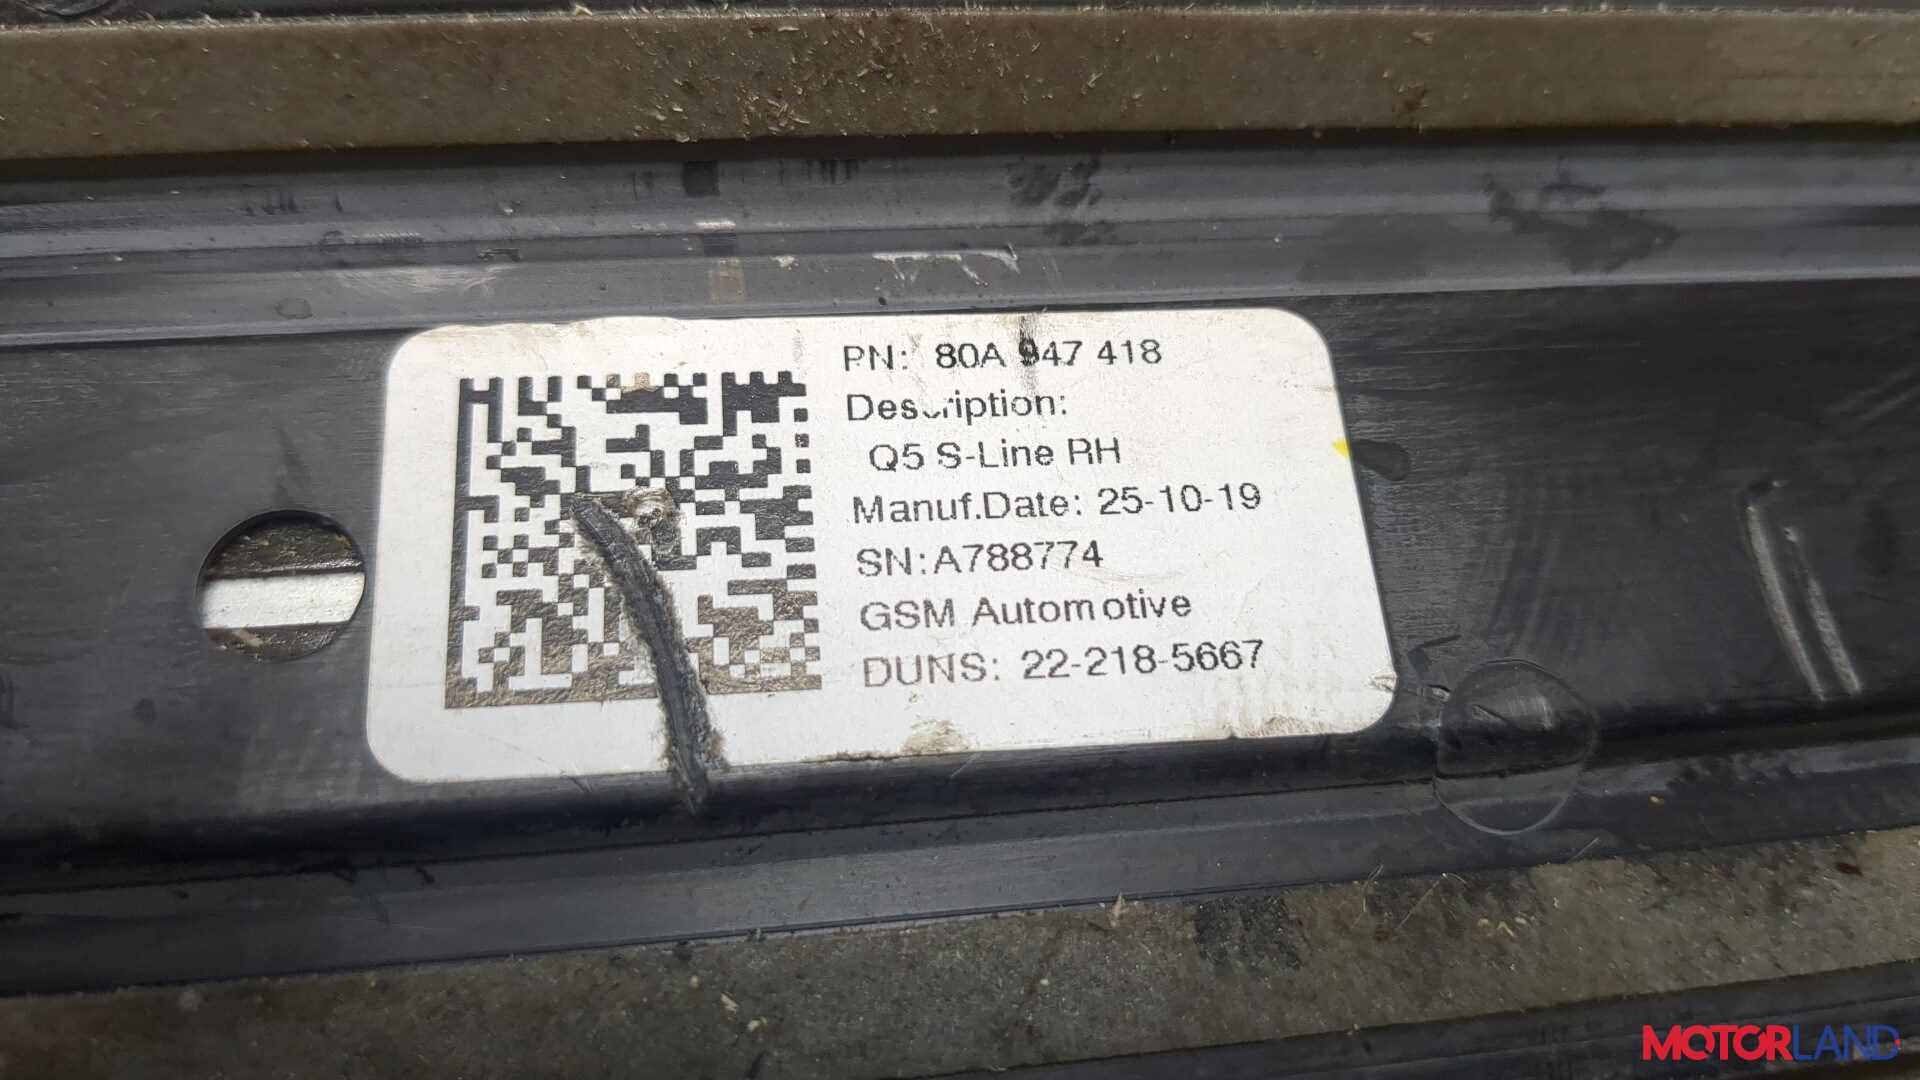 PN: 80A 947 418
Description:
Q5 S-Line RH
Manuf.Date: 25-10-19
SN:A788774
GSM Automotive
DUNS: 22-218-5667
MOTORLAND